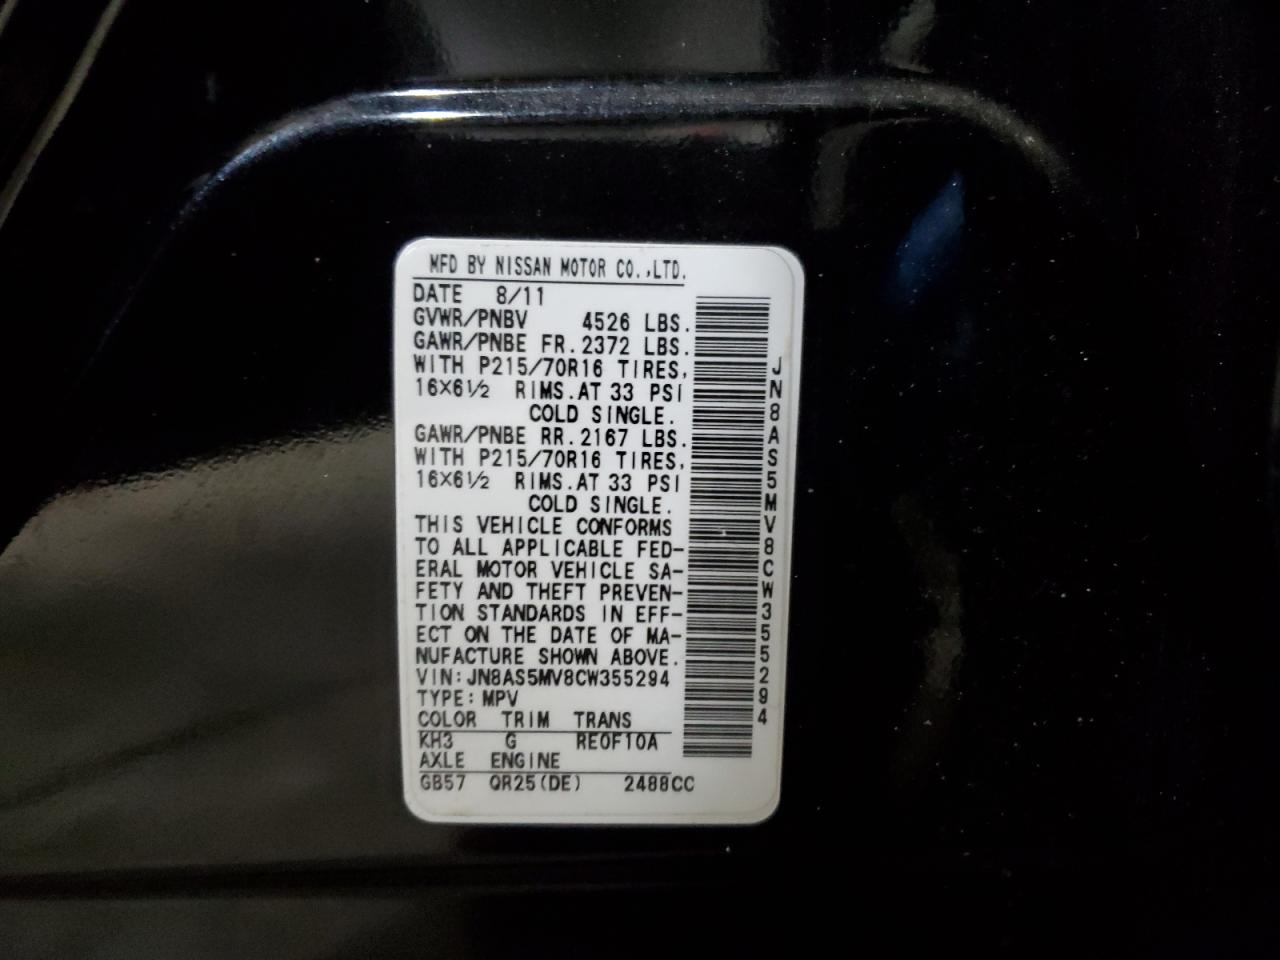 MFD BY NISSAN MOTOR CO.,LTD.
DATE 8/11
GVWR/PNBV 4526 LBS.
GAWR/PNBE FR.2372 LBS.
WITH P215/70R16 TIRES,
16X6½ RIMS.AT 33 PSI
COLD SINGLE.
GAWR/PNBE RR.2167 LBS.
WITH P215/70R16 TIRES,
16X6½ RIMS.AT 33 PSI
COLD SINGLE.
THIS VEHICLE CONFORMS
TO ALL APPLICABLE FED-
ERAL MOTOR VEHICLE SA-
FETY AND THEFT PREVEN-
TION STANDARDS IN EFF-
ECT ON THE DATE OF MA-
NUFACTURE SHOWN ABOVE.
VIN:JN8AS5MV8CW355294
TYPE:MPV
COLOR TRIM TRANS
KH3 G RE0F10A
AXLE ENGINE
GB57 QR25(DE) 2488CC
JN8AS5MV8CW355294